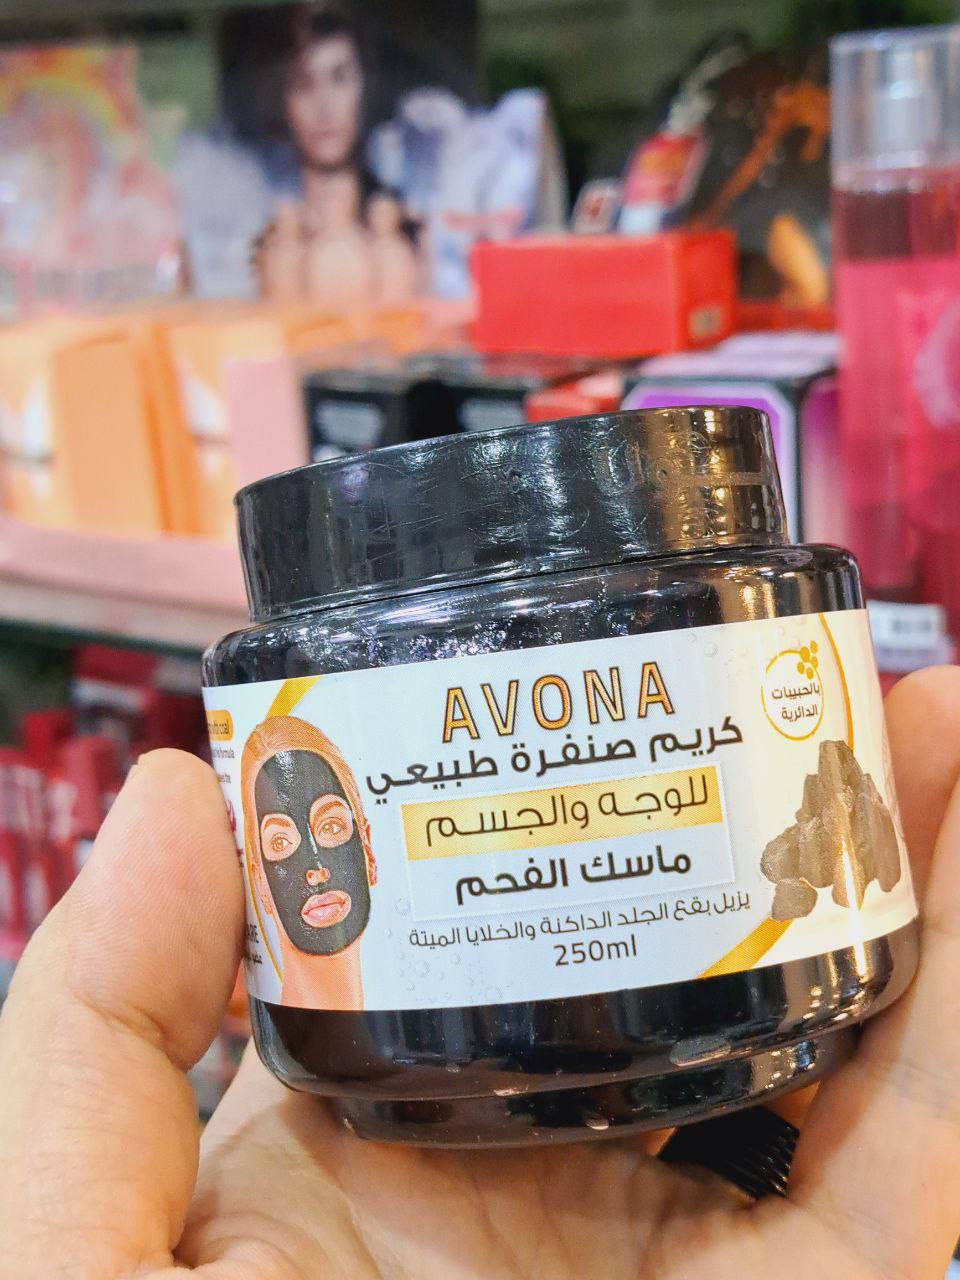 AVONA
كريم صنفرة طبيعي
للوجه والجسم
ماسك الفحم
يزيل بقع الجلد الداكنة والخلايا الميتة
250ml
بالحبيبات
الدائرية